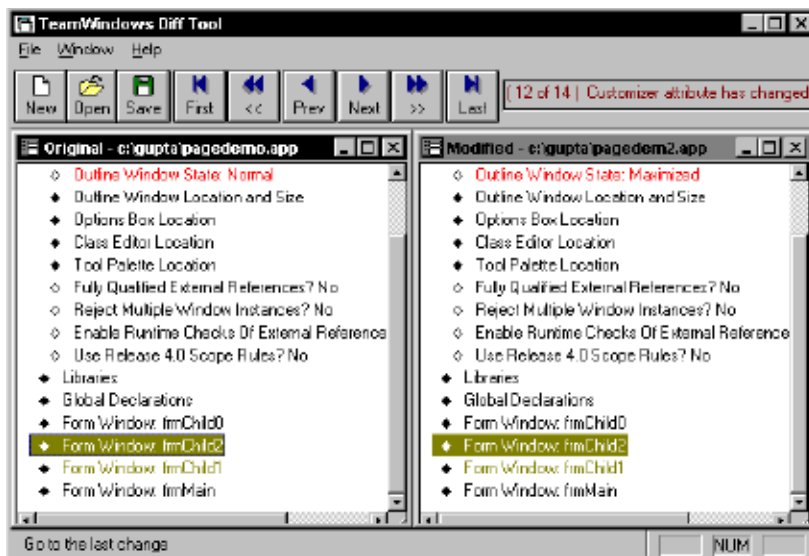 TeamWindows Diff Tool
File Window Help
New Open Save First << Prev Next >> Last
( 12 of 14 ) Customizer attribute has changed
Original - c:\gupta\pagedemo.app
Outline Window State: Normal
Outline Window Location and Size
Options Box Location
Class Editor Location
Tool Palette Location
Fully Qualified External References? No
Reject Multiple Window Instances? No
Enable Runtime Checks Of External Reference
Use Release 4.0 Scope Rules? No
Libraries
Global Declarations
Form Window: frmChild0
Form Window: frmChild2
Form Window: frmChild1
Form Window: frmMain
Modified - c:\gupta\pagedem2.app
Outline Window State: Maximized
Outline Window Location and Size
Options Box Location
Class Editor Location
Tool Palette Location
Fully Qualified External References? No
Reject Multiple Window Instances? No
Enable Runtime Checks Of External Reference
Use Release 4.0 Scope Rules? No
Libraries
Global Declarations
Form Window: frmChild0
Form Window: frmChild2
Form Window: frmChild1
Form Window: frmMain
Go to the last change
NUM